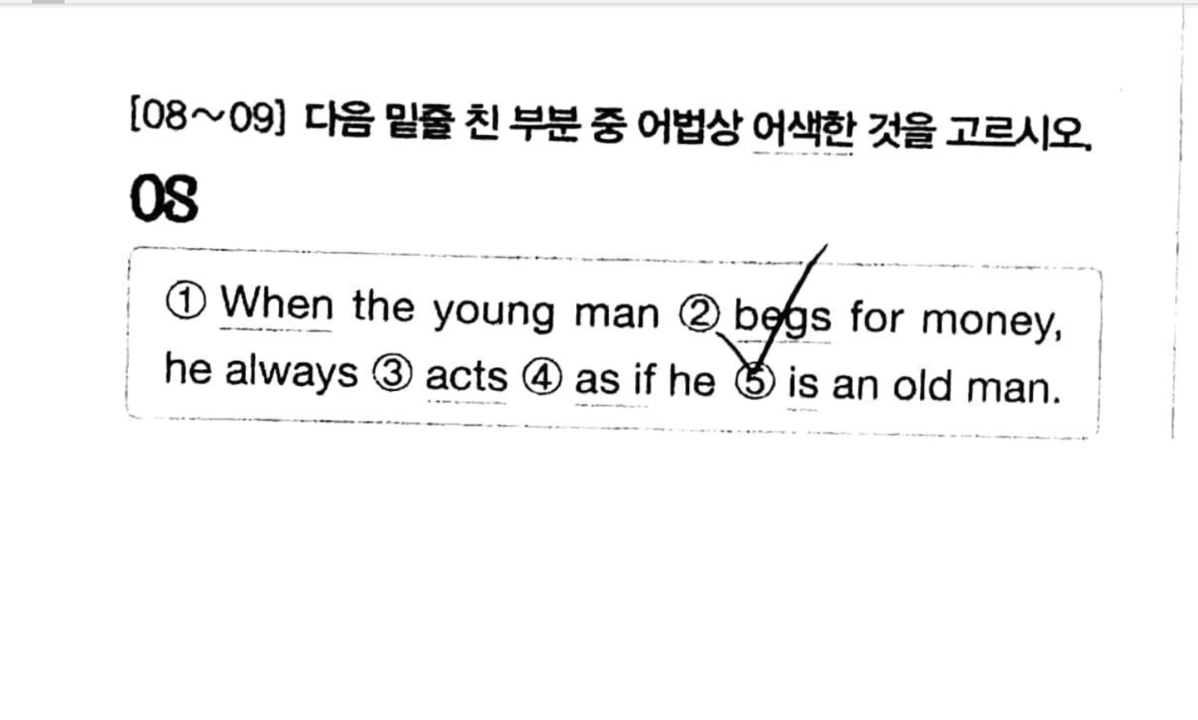 [08~09] 다음 밑줄 친 부분 중 어법상 어색한 것을 고르시오.
08
① When the young man ② begs for money,
he always ③ acts ④ as if he ⑤ is an old man.